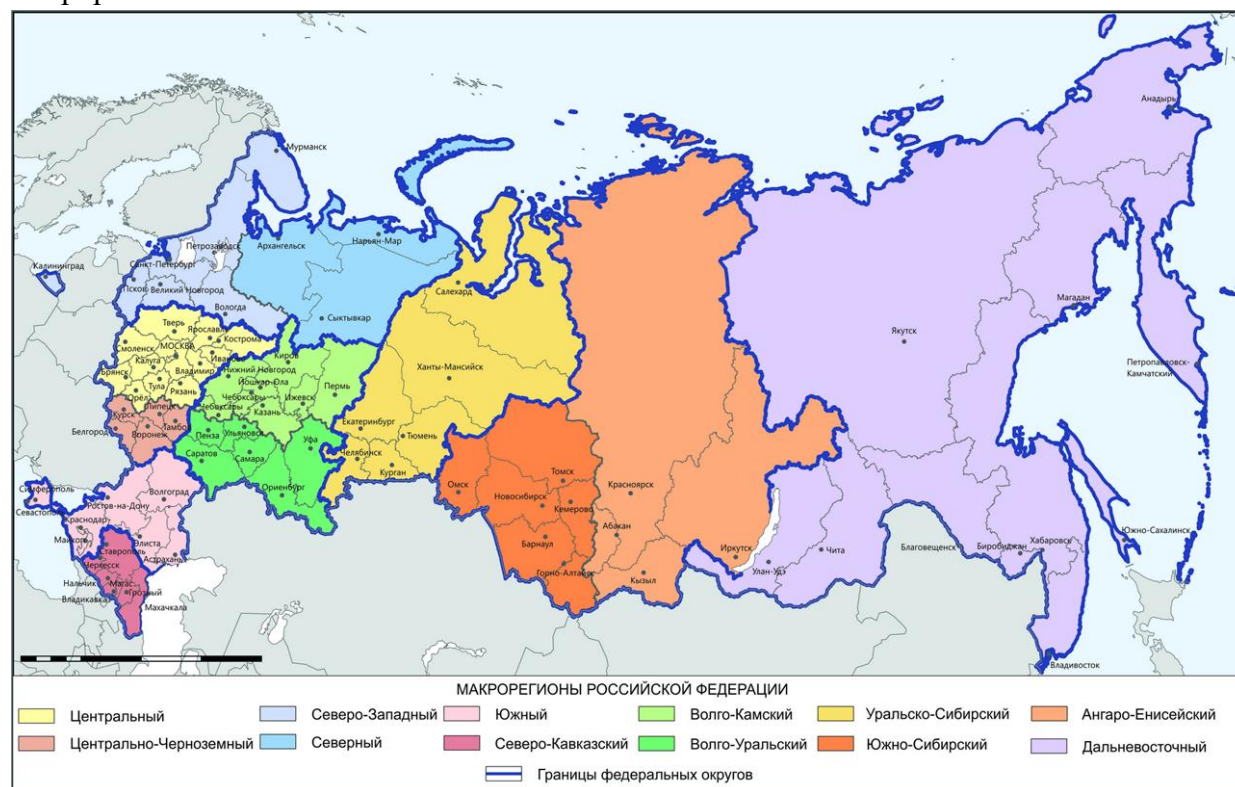 Мурманск
Анадырь
Петрозаводск
Архангельск
Нарьян-Мар
Калининград
Санкт-Петербург
Псков
Великий Новгород
Салехард
Вологда
Сыктывкар
Магадан
Тверь
Ярославль
Кострома
Якутск
Смоленск
МОСКВА
Иваново
Киров
Калуга
Владимир
Нижний Новгород
Ханты-Мансийск
Петропавловск-
Камчатский
Брянск
Тула
Рязань
Йошкар-Ола
Пермь
Орёл
Чебоксары
Ижевск
Липецк
Чебоксары
Казань
Курск
Тамбов
Екатеринбург
Белгород
Воронеж
Пенза
Ульяновск
Уфа
Тюмень
Саратов
Самара
Челябинск
Курган
Томск
Симферополь
Волгоград
Ориенбург
Омск
Новосибирск
Кемерово
Красноярск
Севастополь
Ростов-на-Дону
Краснодар
Абакан
Южно-Сахалинск
Майкоп
Элиста
Барнаул
Иркутск
Чита
Благовещенск
Биробиджан
Хабаровск
Ставрополь
Астрахань
Черкесск
Горно-Алтайск
Кызыл
Улан-Удэ
Нальчик
Магас
Грозный
Владикавказ
Махачкала
Владивосток
МАКРОРЕГИОНЫ РОССИЙСКОЙ ФЕДЕРАЦИИ
Центральный
Северо-Западный
Южный
Волго-Камский
Уральско-Сибирский
Ангаро-Енисейский
Центрально-Черноземный
Северный
Северо-Кавказский
Волго-Уральский
Южно-Сибирский
Дальневосточный
Границы федеральных округов